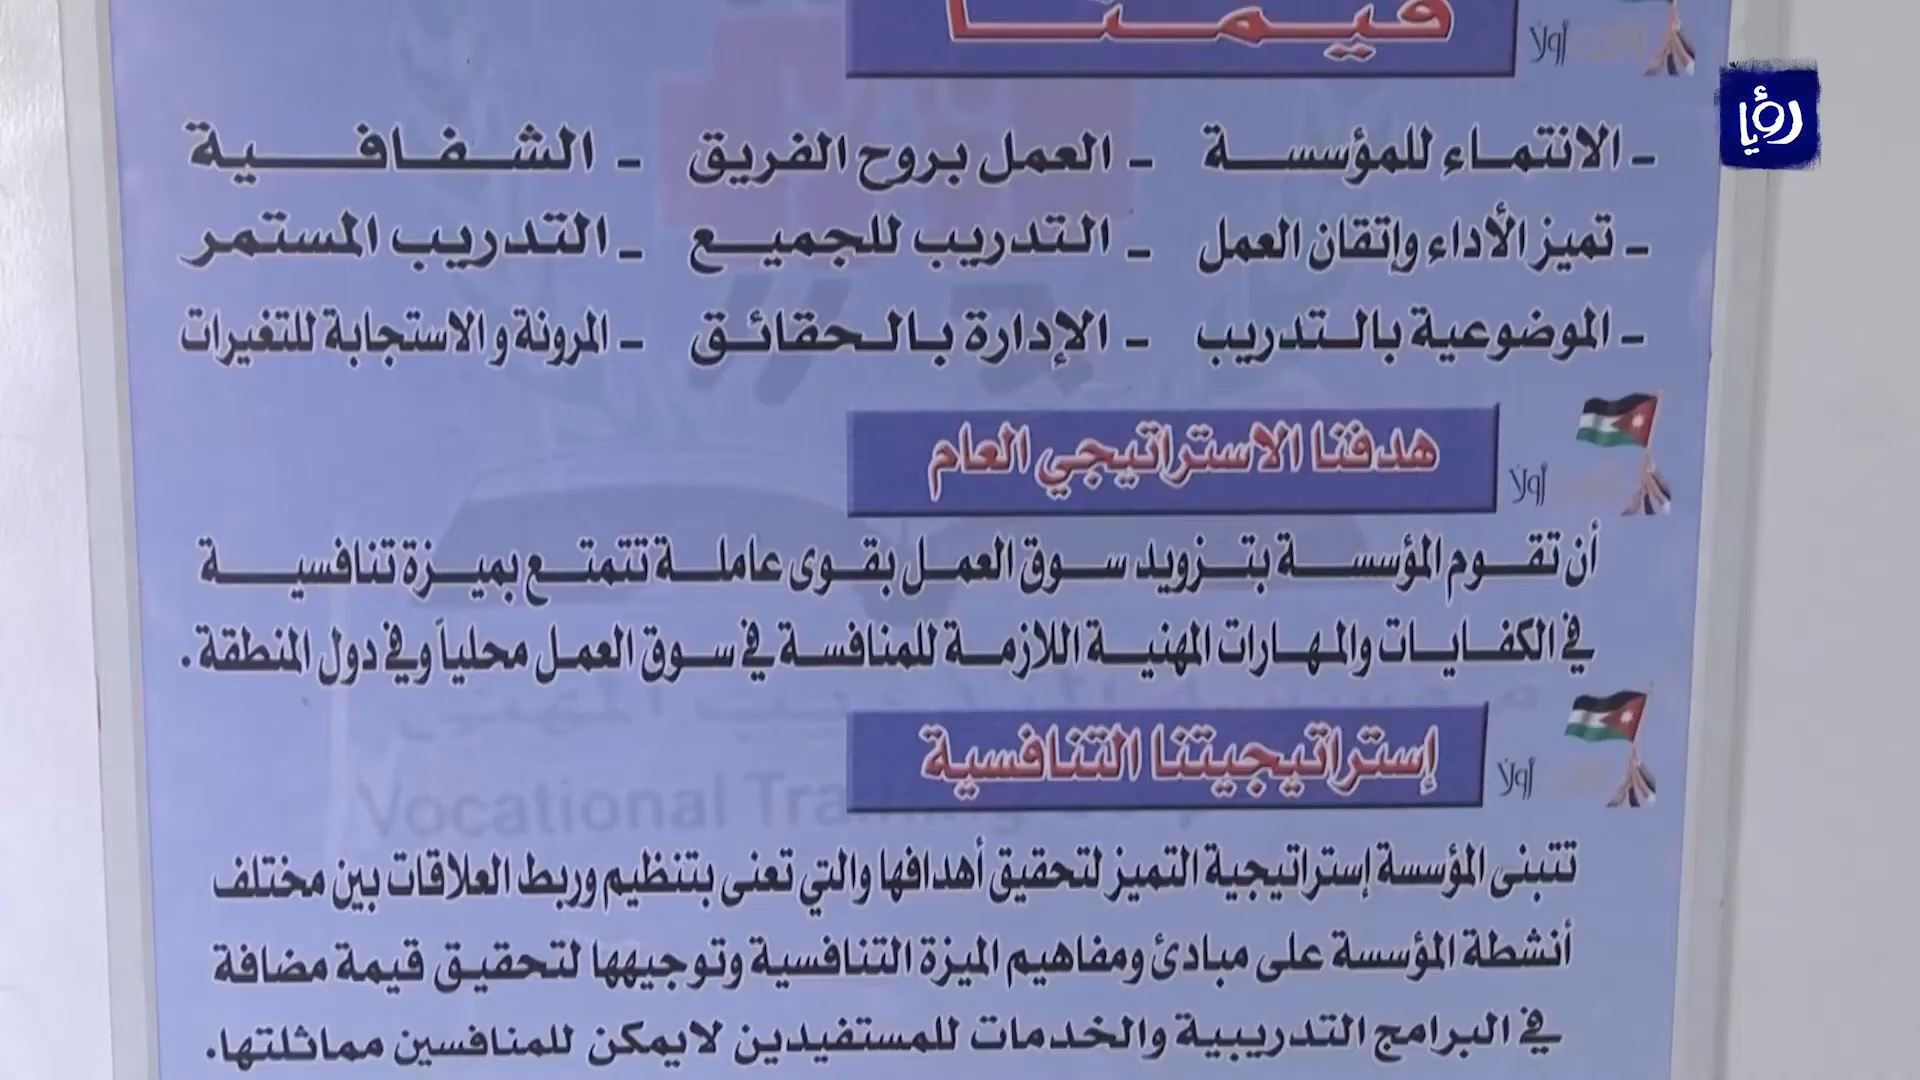 قيمنا
أولا
رؤيا
- الانتماء للمؤسسة - العمل بروح الفريق - الشفافية
- تميز الأداء وإتقان العمل - التدريب للجميع - التدريب المستمر
- الموضوعية بالتدريب - الإدارة بالحقائق - المرونة والاستجابة للتغيرات
هدفنا الاستراتيجي العام
أولا
أن تقوم المؤسسة بتزويد سوق العمل بقوى عاملة تتمتع بميزة تنافسية
في الكفايات والمهارات المهنية اللازمة للمنافسة في سوق العمل محلياً وفي دول المنطقة.
المهني
إستراتيجيتنا التنافسية
أولا
Vocational
تتبنى المؤسسة إستراتيجية التميز لتحقيق أهدافها والتي تعنى بتنظيم وربط العلاقات بين مختلف
أنشطة المؤسسة على مبادئ ومفاهيم الميزة التنافسية وتوجيهها لتحقيق قيمة مضافة
في البرامج التدريبية والخدمات للمستفيدين لايمكن للمنافسين مماثلتها.